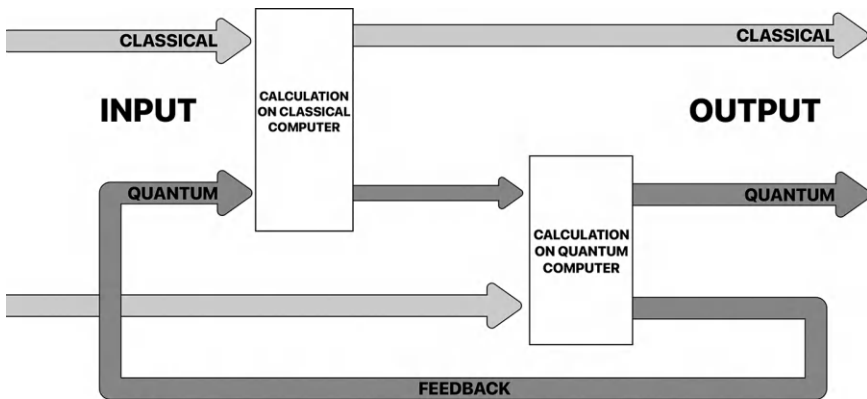 CLASSICAL
CLASSICAL
INPUT
CALCULATION
ON CLASSICAL
COMPUTER
OUTPUT
QUANTUM
QUANTUM
CALCULATION
ON QUANTUM
COMPUTER
FEEDBACK